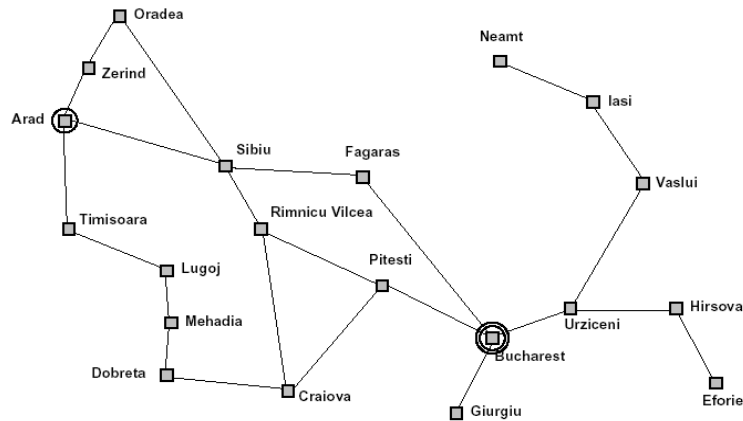 Oradea
Neamt
Zerind
Iasi
Arad
Sibiu
Fagaras
Vaslui
Timisoara
Rimnicu Vilcea
Pitesti
Lugoj
Hirsova
Mehadia
Urziceni
Bucharest
Dobreta
Craiova
Eforie
Giurgiu